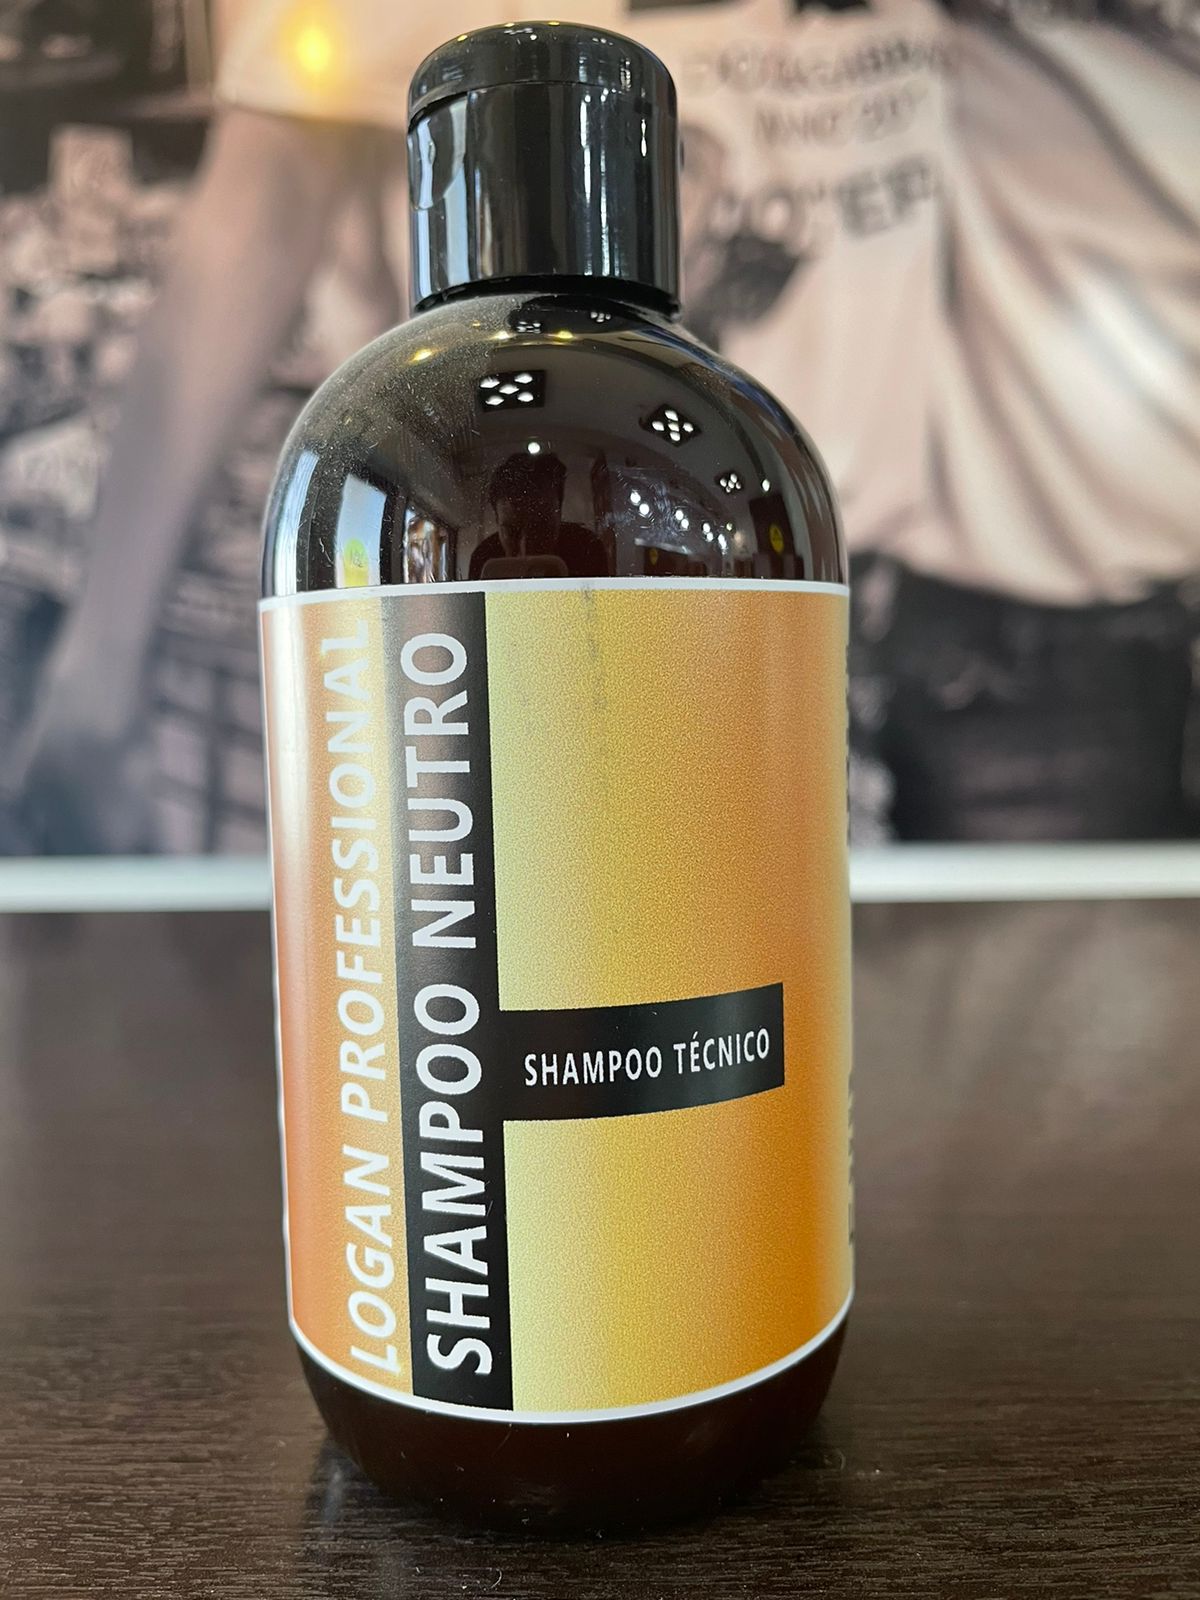 LOGAN PROFESSIONAL
SHAMPOO NEUTRO
SHAMPOO TÉCNICO